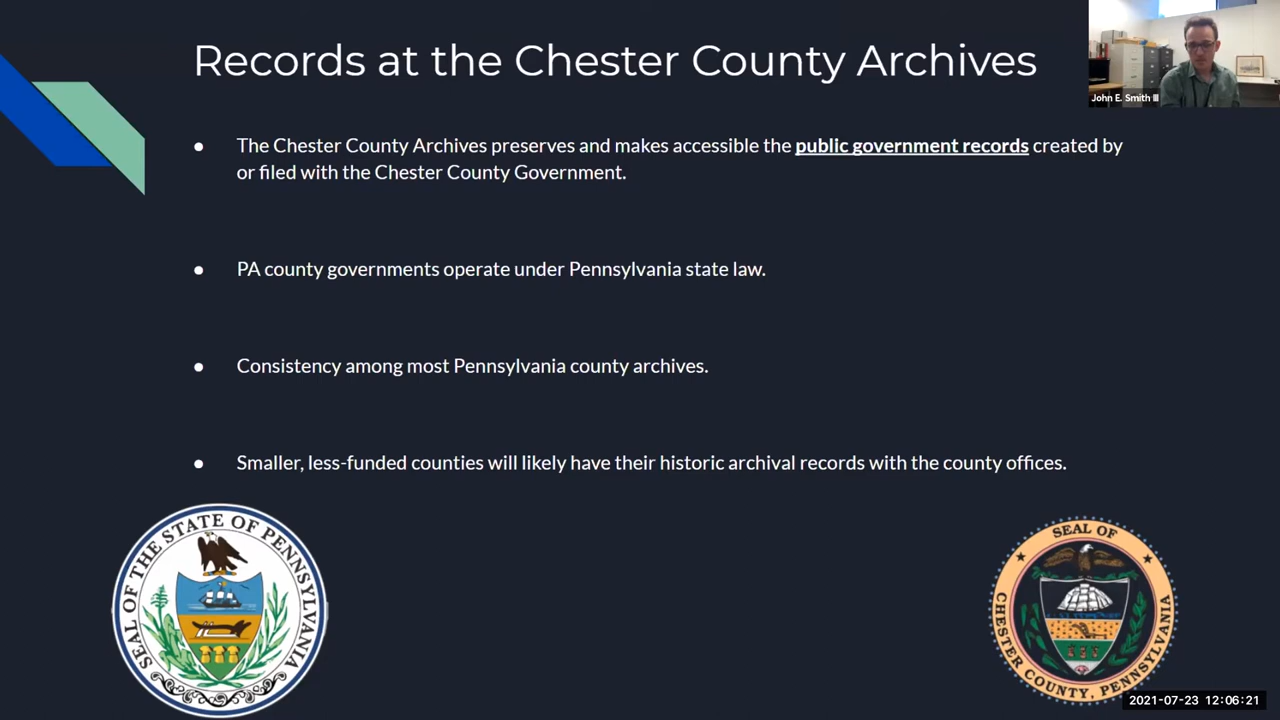 Records at the Chester County Archives
John E. Smith III
● The Chester County Archives preserves and makes accessible the public government records created by
or filed with the Chester County Government.
● PA county governments operate under Pennsylvania state law.
● Consistency among most Pennsylvania county archives.
● Smaller, less-funded counties will likely have their historic archival records with the county offices.
SEAL OF THE STATE OF PENNSYLVANIA
SEAL OF
CHESTER COUNTY, PENNSYLVANIA
2021-07-23 12:06:21